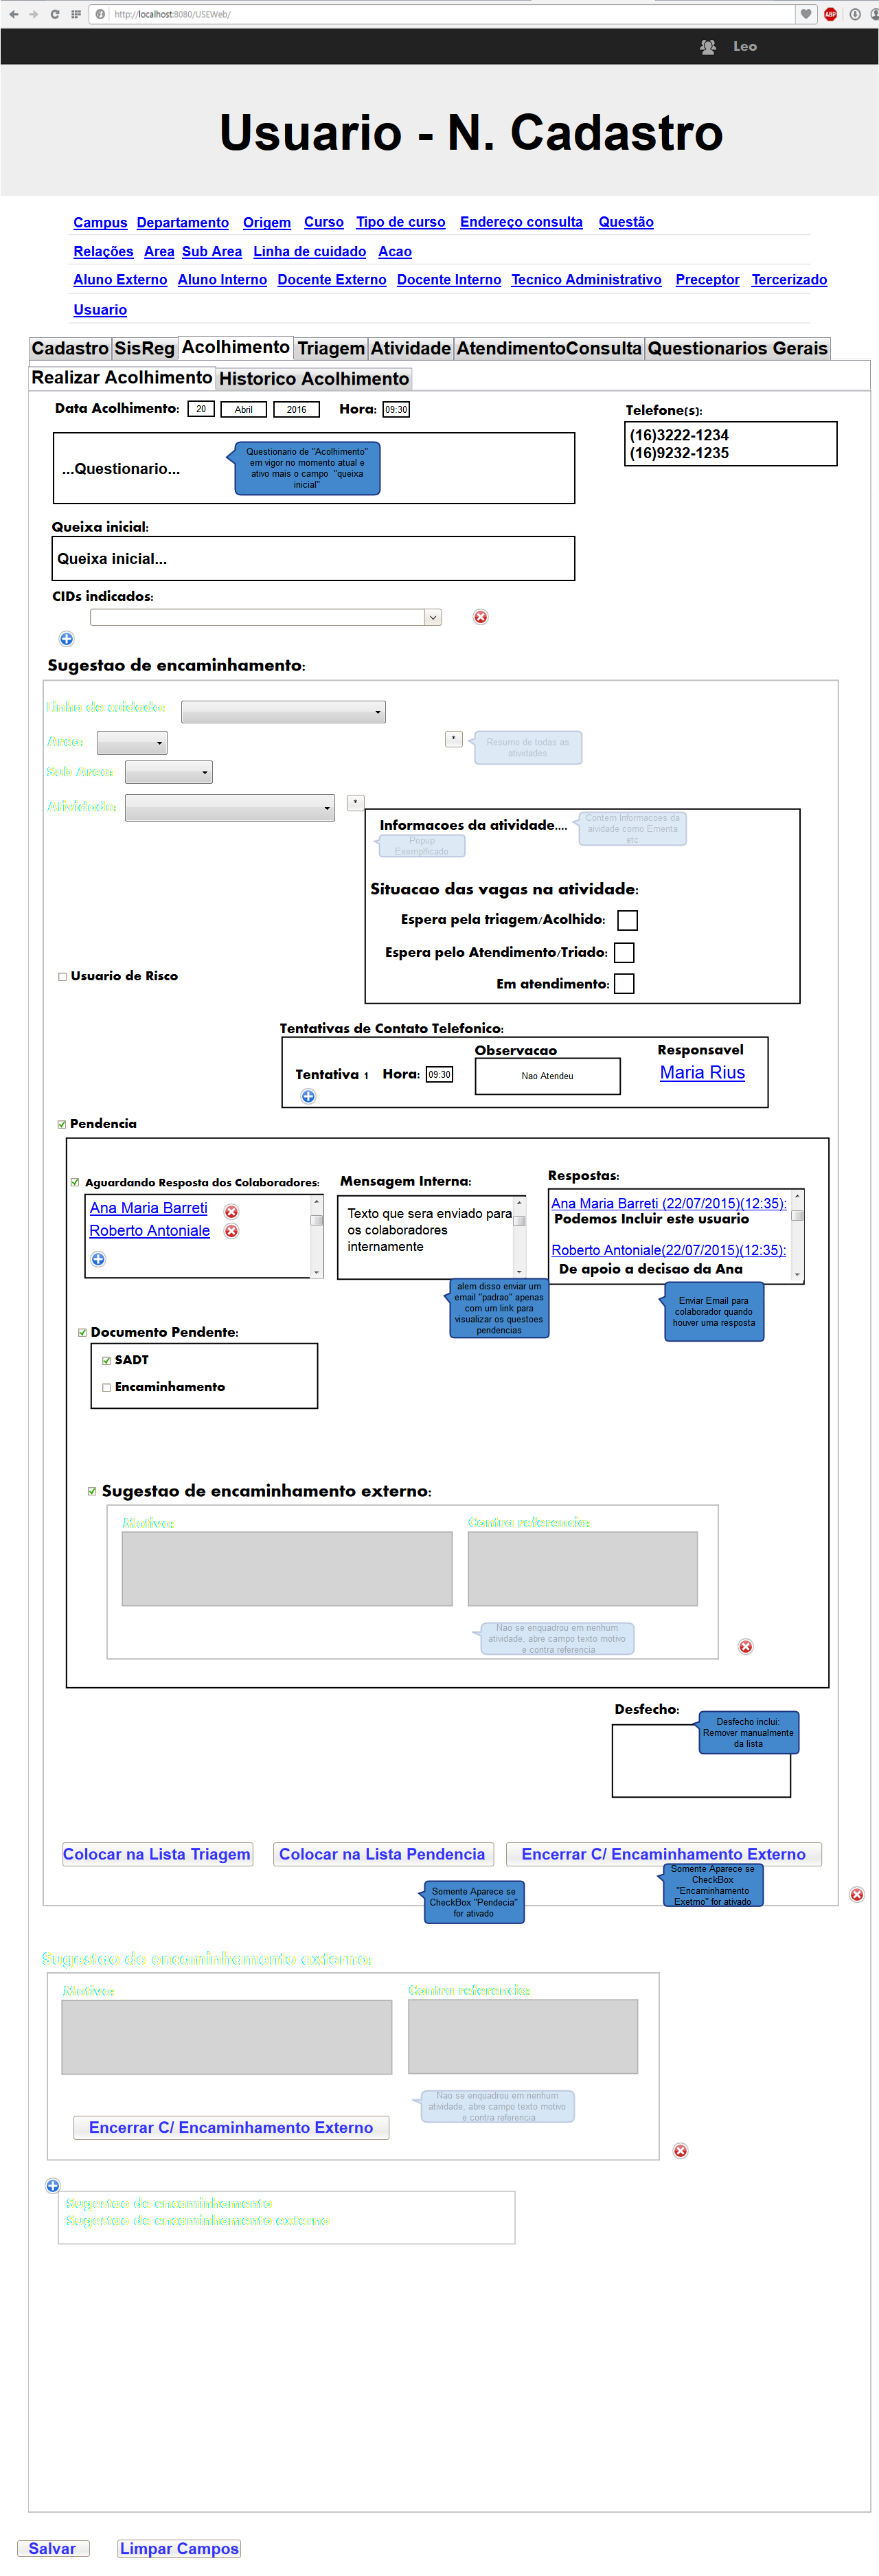 http://localhost:8080/USEWeb/
ABP
Leo
Usuario - N. Cadastro
Campus Departamento Origem Curso Tipo de curso Endereço consulta Questão
Relações Area Sub Area Linha de cuidado Acao
Aluno Externo Aluno Interno Docente Externo Docente Interno Tecnico Administrativo Preceptor Tercerizado
Usuario
Cadastro SisReg Acolhimento Triagem Atividade AtendimentoConsulta Questionarios Gerais
Realizar Acolhimento Historico Acolhimento
Data Acolhimento: 20 Abril 2016 Hora: 09:30
Telefone(s):
(16)3222-1234
(16)9232-1235
...Questionario...
Questionario de "Acolhimento"
em vigor no momento atual e
ativo mais o campo "queixa
inicial"
Queixa inicial:
Queixa inicial...
CIDs indicados:
Sugestao de encaminhamento:
Linha de cuidado:
Area:
*
Resumo de todas as
atividades
Sub Area:
Atividade:
*
Informacoes da atividade....
Contem Informacoes da
aividade como Ementa
etc
Popup
Exemplficado
Situacao das vagas na atividade:
Espera pela triagem/Acolhido:
Espera pelo Atendimento/Triado:
Em atendimento:
Usuario de Risco
Tentativas de Contato Telefonico:
Observacao Responsavel
Tentativa 1 Hora: 09:30 Nao Atendeu Maria Rius
Pendencia
Aguardando Resposta dos Colaboradores:
Ana Maria Barreti
Roberto Antoniale
Mensagem Interna:
Texto que sera enviado para
os colaboradores
internamente
alem disso enviar um
email "padrao" apenas
com um link para
visualizar os questoes
pendencias
Respostas:
Ana Maria Barreti (22/07/2015)(12:35):
Podemos Incluir este usuario
Roberto Antoniale(22/07/2015)(12:35):
De apoio a decisao da Ana
Enviar Email para
colaborador quando
houver uma resposta
Documento Pendente:
SADT
Encaminhamento
Sugestao de encaminhamento externo:
Motivo: Contra referencia:
Nao se enquadrou em nenhum
atividade, abre campo texto motivo
e contra referencia
Desfecho:
Desfecho inclui:
Remover manualmente
da lista
Colocar na Lista Triagem Colocar na Lista Pendencia Encerrar C/ Encaminhamento Externo
Somente Aparece se
CheckBox "Pendecia"
for ativado
Somente Aparece se
CheckBox
"Encaminhamento
Exetrno" for ativado
Sugestao de encaminhamento externo:
Motivo: Contra referencia:
Nao se enquadrou em nenhum
atividade, abre campo texto motivo
e contra referencia
Encerrar C/ Encaminhamento Externo
Sugestao de encaminhamento
Sugestao de encaminhamento externo
Salvar Limpar Campos